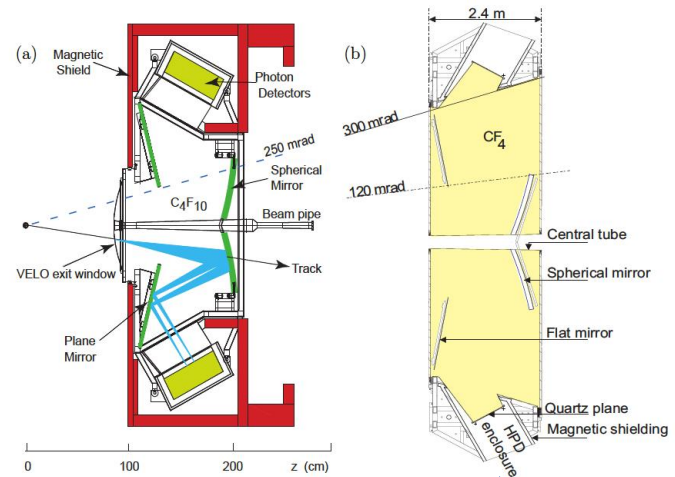 (a)
Magnetic
Shield
Photon
Detectors
250 mrad
Spherical
Mirror
C4F10
Beam pipe
VELO exit window
Track
Plane
Mirror
0
100
200
z (cm)
(b)
2.4 m
300 mrad
CF4
120 mrad
Central tube
Spherical mirror
Flat mirror
Quartz plane
Magnetic shielding
HPD
enclosure